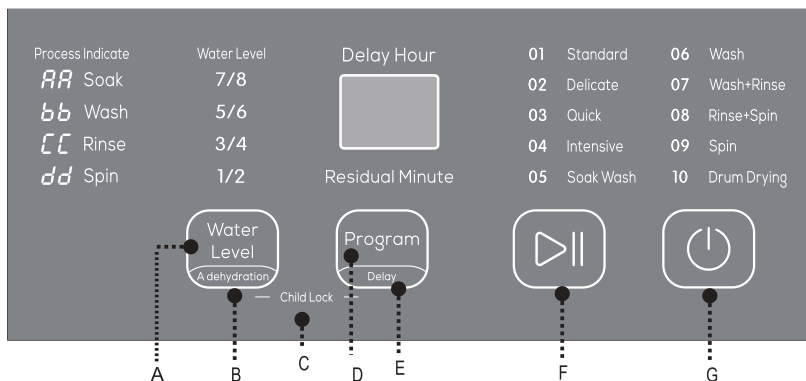 Process Indicate
AA Soak
bb Wash
CC Rinse
dd Spin
Water Level
7/8
5/6
3/4
1/2
Delay Hour
Residual Minute
01 Standard
02 Delicate
03 Quick
04 Intensive
05 Soak Wash
06 Wash
07 Wash+Rinse
08 Rinse+Spin
09 Spin
10 Drum Drying
Water
Level
A dehydration
Program
Delay
Child Lock
A
B
C
D
E
F
G